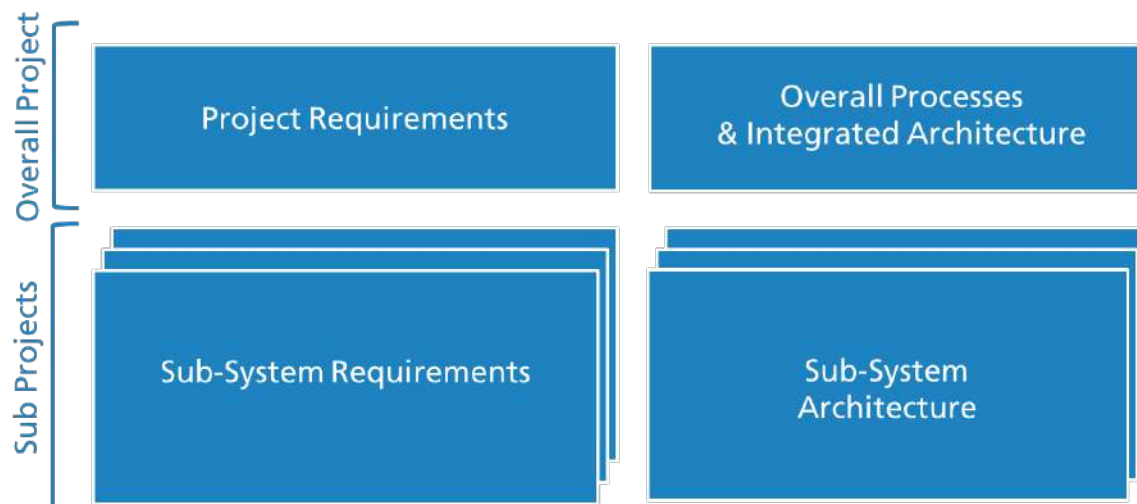 Overall Project
Project Requirements
Overall Processes
& Integrated Architecture
Sub Projects
Sub-System Requirements
Sub-System
Architecture